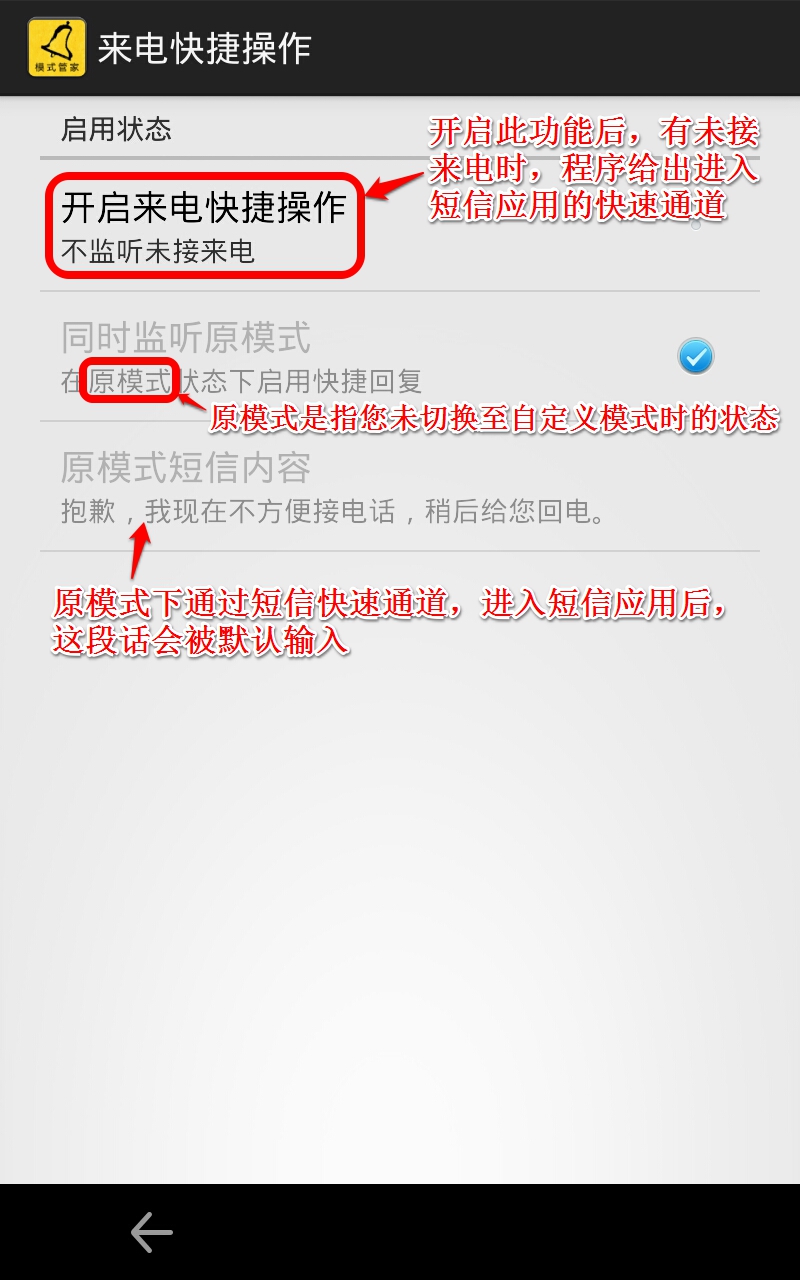 模式管家
来电快捷操作
启用状态
开启此功能后，有未接
来电时，程序给出进入
短信应用的快速通道
开启来电快捷操作
不监听未接来电
同时监听原模式
在原模式状态下启用快捷回复
原模式是指您未切换至自定义模式时的状态
原模式短信内容
抱歉，我现在不方便接电话，稍后给您回电。
原模式下通过短信快速通道，进入短信应用后，
这段话会被默认输入